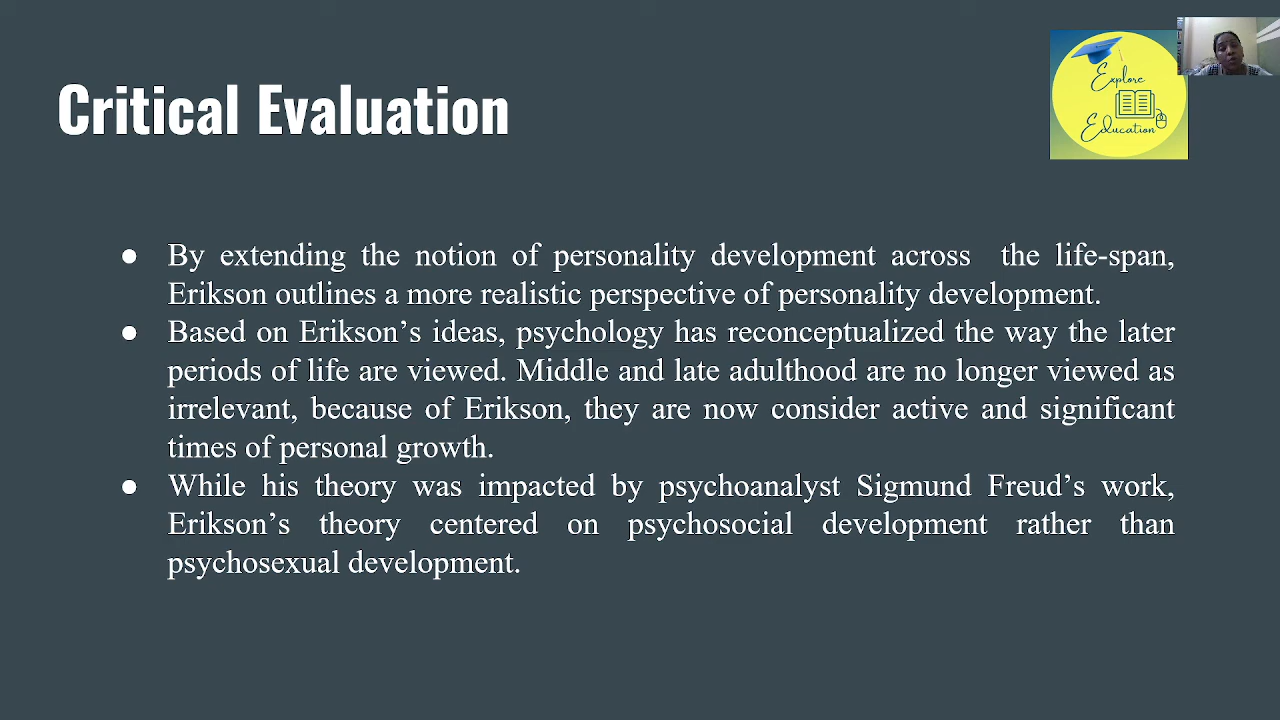 Critical Evaluation
Explore
Education
● By extending the notion of personality development across the life-span,
Erikson outlines a more realistic perspective of personality development.
● Based on Erikson’s ideas, psychology has reconceptualized the way the later
periods of life are viewed. Middle and late adulthood are no longer viewed as
irrelevant, because of Erikson, they are now consider active and significant
times of personal growth.
● While his theory was impacted by psychoanalyst Sigmund Freud’s work,
Erikson’s theory centered on psychosocial development rather than
psychosexual development.